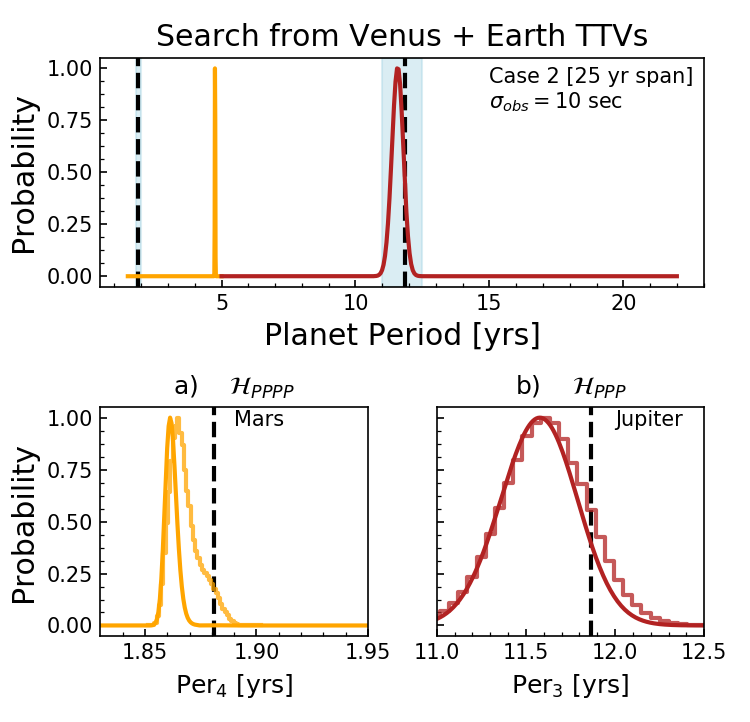 Search from Venus + Earth TTVs
1.00
0.75
0.50
0.25
0.00
Probability
Case 2 [25 yr span]
σ_obs = 10 sec
5 10 15 20
Planet Period [yrs]
a) ℋ_PPPP
1.00
0.75
0.50
0.25
0.00
Probability
Mars
1.85 1.90 1.95
Per₄ [yrs]
b) ℋ_PPP
Jupiter
11.0 11.5 12.0 12.5
Per₃ [yrs]